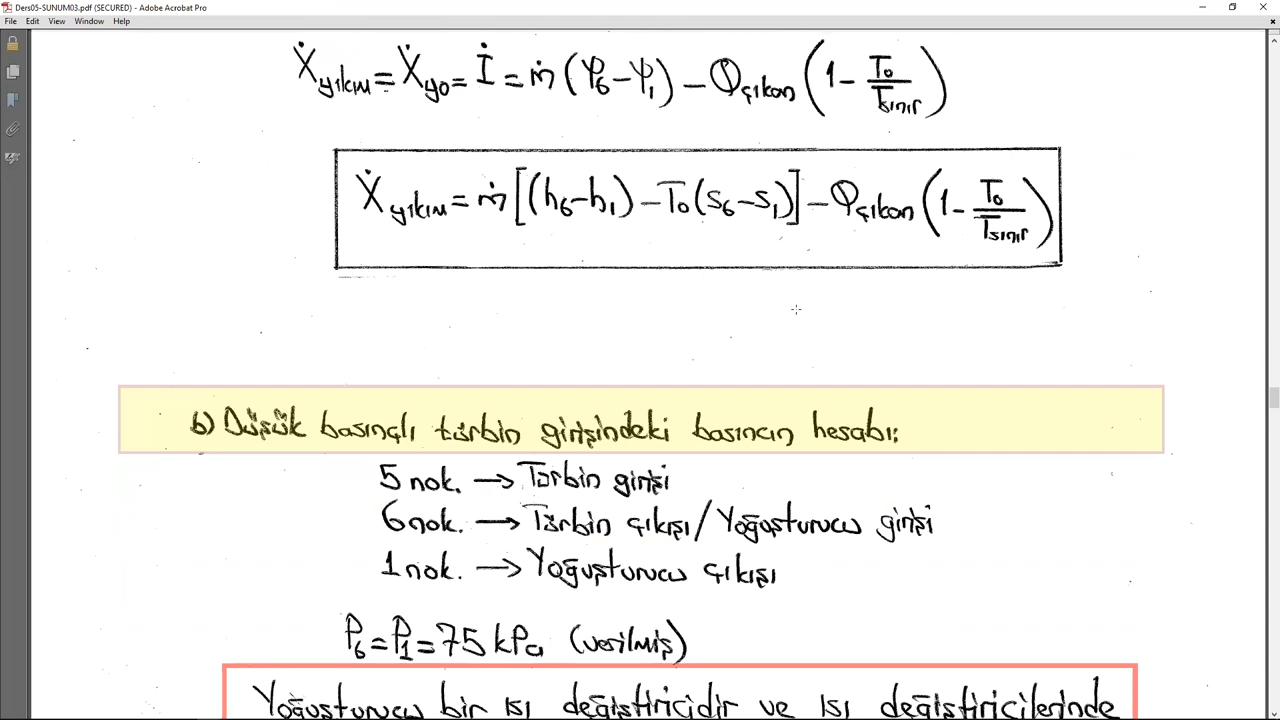 Ders05-SUNUM03.pdf (SECURED) - Adobe Acrobat Pro
File Edit View Window Help
Ẋyıkım = Ẋyo = İ = ṁ (Ψ6 - Ψ1) - Qçıkan (1 - T0/Tsınır)
Ẋyıkım = ṁ [(h6 - h1) - T0 (s6 - s1)] - Qçıkan (1 - T0/Tsınır)
b) Düşük basınçlı türbin girişindeki basıncın hesabı:
5 nok. → Türbin girişi
6 nok. → Türbin çıkışı / Yoğuşturucu girişi
1 nok. → Yoğuşturucu çıkışı
P6 = P1 = 75 kPa (verilmiş)
Yoğuşturucu bir ısı değiştiricidir ve ısı değiştiricilerinde